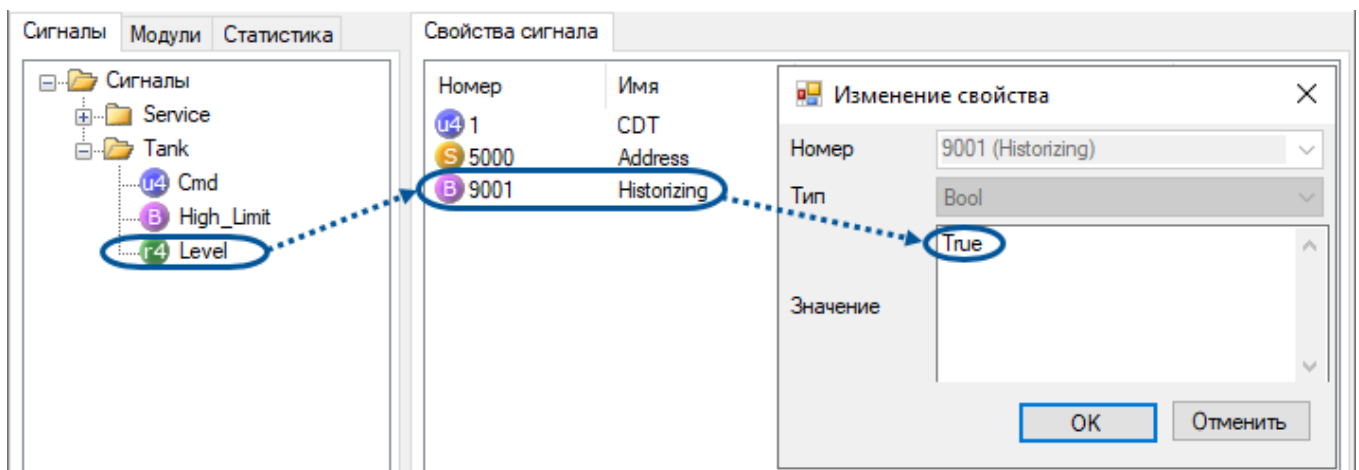 Сигналы Модули Статистика
Сигналы
Service
Tank
u4 Cmd
B High_Limit
r4 Level
Свойства сигнала
Номер Имя
u4 1 CDT
S 5000 Address
B 9001 Historizing
Изменение свойства
Номер 9001 (Historizing)
Тип Bool
Значение True
OK Отменить